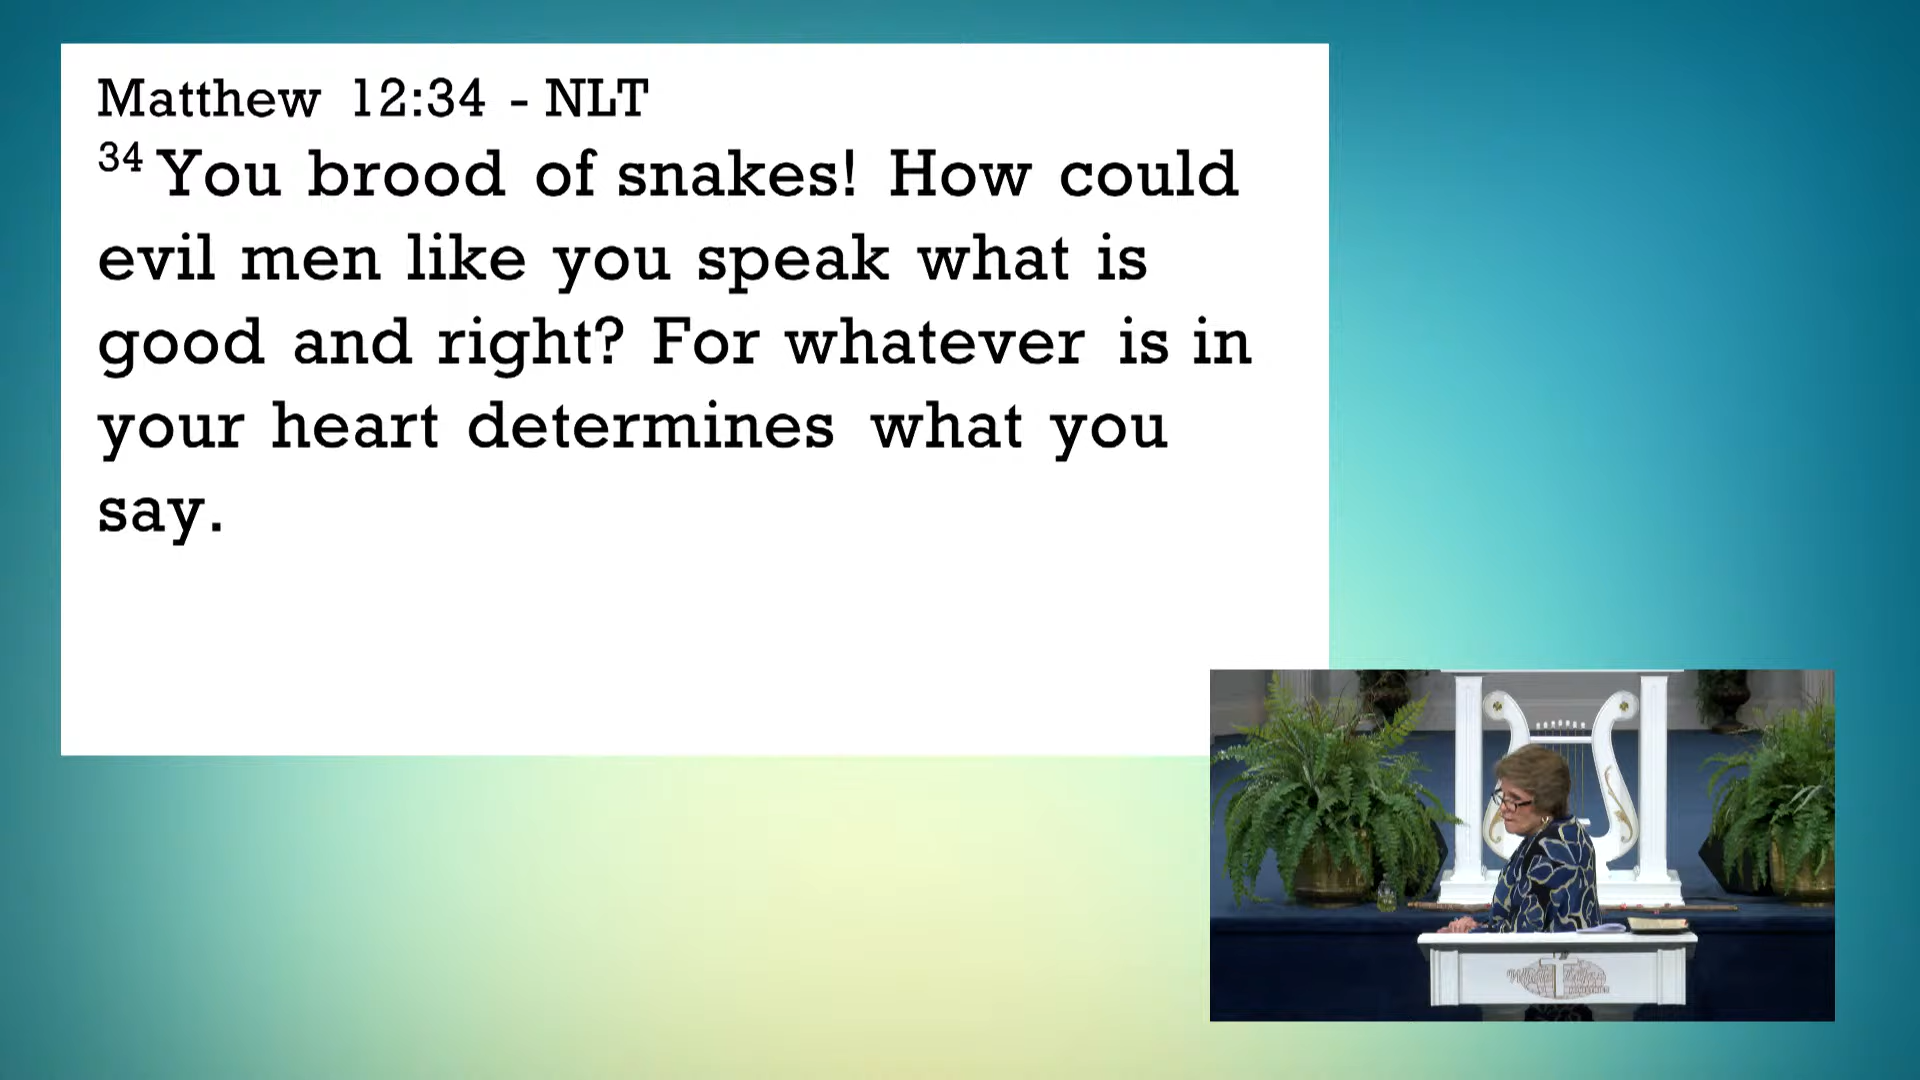 Matthew 12:34 - NLT
34 You brood of snakes! How could
evil men like you speak what is
good and right? For whatever is in
your heart determines what you
say.